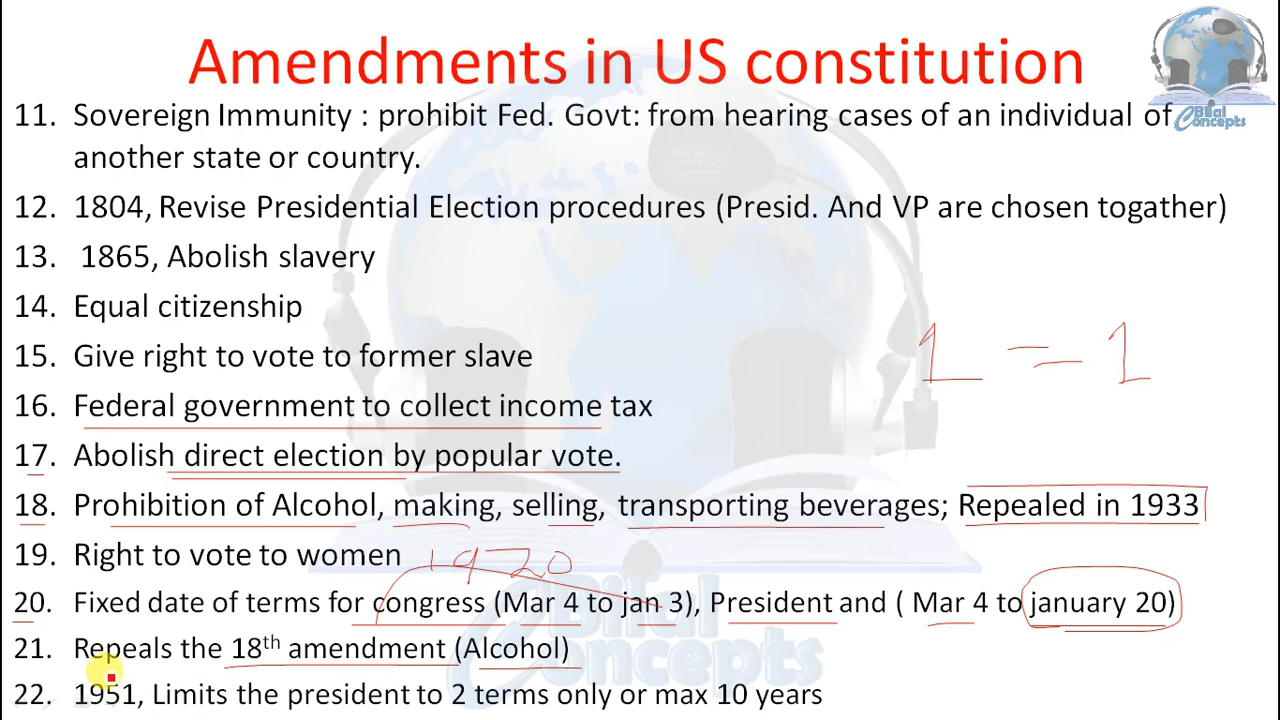 Amendments in US constitution
Bilal
Concepts
11. Sovereign Immunity : prohibit Fed. Govt: from hearing cases of an individual of
another state or country.
12. 1804, Revise Presidential Election procedures (Presid. And VP are chosen togather)
13. 1865, Abolish slavery
14. Equal citizenship
15. Give right to vote to former slave
1 = 1
16. Federal government to collect income tax
17. Abolish direct election by popular vote.
18. Prohibition of Alcohol, making, selling, transporting beverages; Repealed in 1933
19. Right to vote to women 1920
20. Fixed date of terms for congress (Mar 4 to jan 3), President and ( Mar 4 to january 20)
21. Repeals the 18th amendment (Alcohol)
22. 1951, Limits the president to 2 terms only or max 10 years
Bilal
Concepts